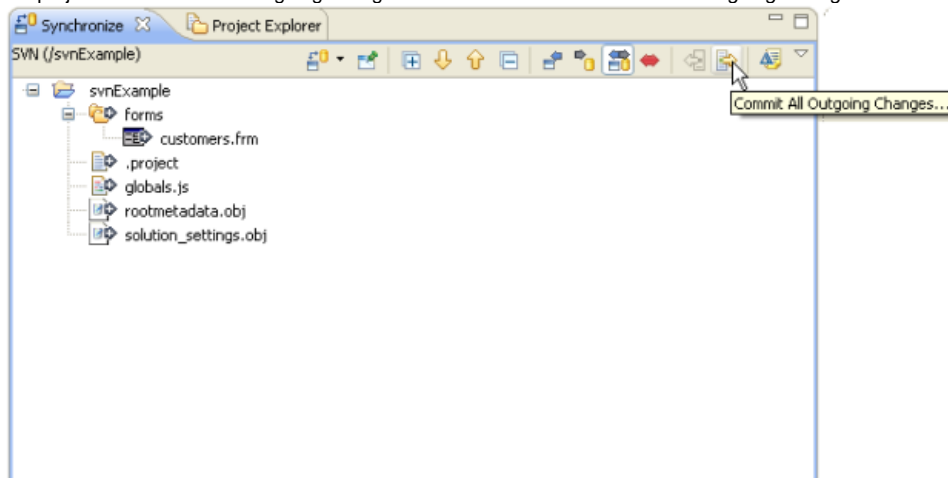 Synchronize Project Explorer
SVN (/svnExample)
svnExample
Commit All Outgoing Changes...
forms
customers.frm
.project
globals.js
rootmetadata.obj
solution_settings.obj